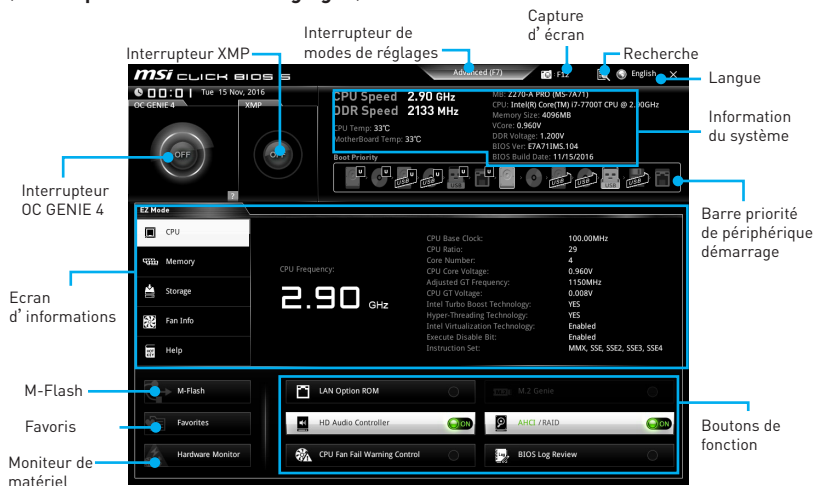 Interrupteur de
modes de réglages
Capture
d' écran
Interrupteur XMP
Recherche
Langue
msi CLICK BIOS 5
Advanced (F7)
F12
English
X
Tue 15 Nov, 2016
OC GENIE 4
XMP
OFF
OFF
?
CPU Speed 2.90 GHz
DDR Speed 2133 MHz
CPU Temp: 33°C
MotherBoard Temp: 33°C
MB: Z270-A PRO (MS-7A71)
CPU: Intel(R) Core(TM) i7-7700T CPU @ 2.90GHz
Memory Size: 4096MB
VCore: 0.960V
DDR Voltage: 1.200V
BIOS Ver: E7A71IMS.104
BIOS Build Date: 11/15/2016
Boot Priority
U U USB USB U U USB USB USB USB
Information
du système
Interrupteur
OC GENIE 4
Barre priorité
de périphérique
démarrage
EZ Mode
CPU
Memory
Storage
Fan Info
Help
CPU Frequency:
2.90 GHz
CPU Base Clock: 100.00MHz
CPU Ratio: 29
Core Number: 4
CPU Core Voltage: 0.960V
Adjusted GT Frequency: 1150MHz
CPU GT Voltage: 0.008V
Intel Turbo Boost Technology: YES
Hyper-Threading Technology: YES
Intel Virtualization Technology: Enabled
Execute Disable Bit: Enabled
Instruction Set: MMX, SSE, SSE2, SSE3, SSE4
Ecran
d' informations
M-Flash
Favoris
Moniteur de
matériel
M-Flash
Favorites
Hardware Monitor
LAN Option ROM
M.2 Genie
HD Audio Controller ON
AHCI /RAID ON
CPU Fan Fail Warning Control
BIOS Log Review
Boutons de
fonction